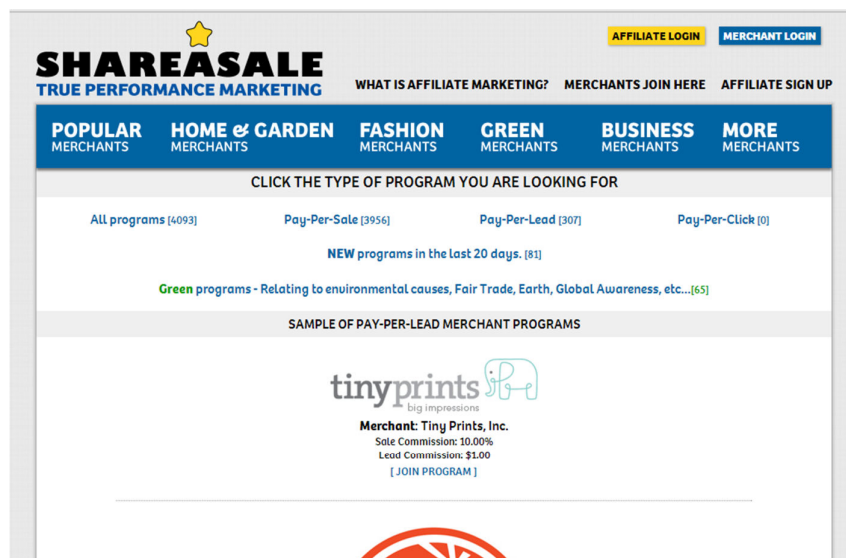 AFFILIATE LOGIN MERCHANT LOGIN
SHAREASALE
TRUE PERFORMANCE MARKETING
WHAT IS AFFILIATE MARKETING? MERCHANTS JOIN HERE AFFILIATE SIGN UP
POPULAR MERCHANTS
HOME & GARDEN MERCHANTS
FASHION MERCHANTS
GREEN MERCHANTS
BUSINESS MERCHANTS
MORE MERCHANTS
CLICK THE TYPE OF PROGRAM YOU ARE LOOKING FOR
All programs [4093] Pay-Per-Sale [3956] Pay-Per-Lead [307] Pay-Per-Click [0]
NEW programs in the last 20 days. [81]
Green programs - Relating to environmental causes, Fair Trade, Earth, Global Awareness, etc...[65]
SAMPLE OF PAY-PER-LEAD MERCHANT PROGRAMS
tinyprints
big impressions
Merchant: Tiny Prints, Inc.
Sale Commission: 10.00%
Lead Commission: $1.00
[ JOIN PROGRAM ]